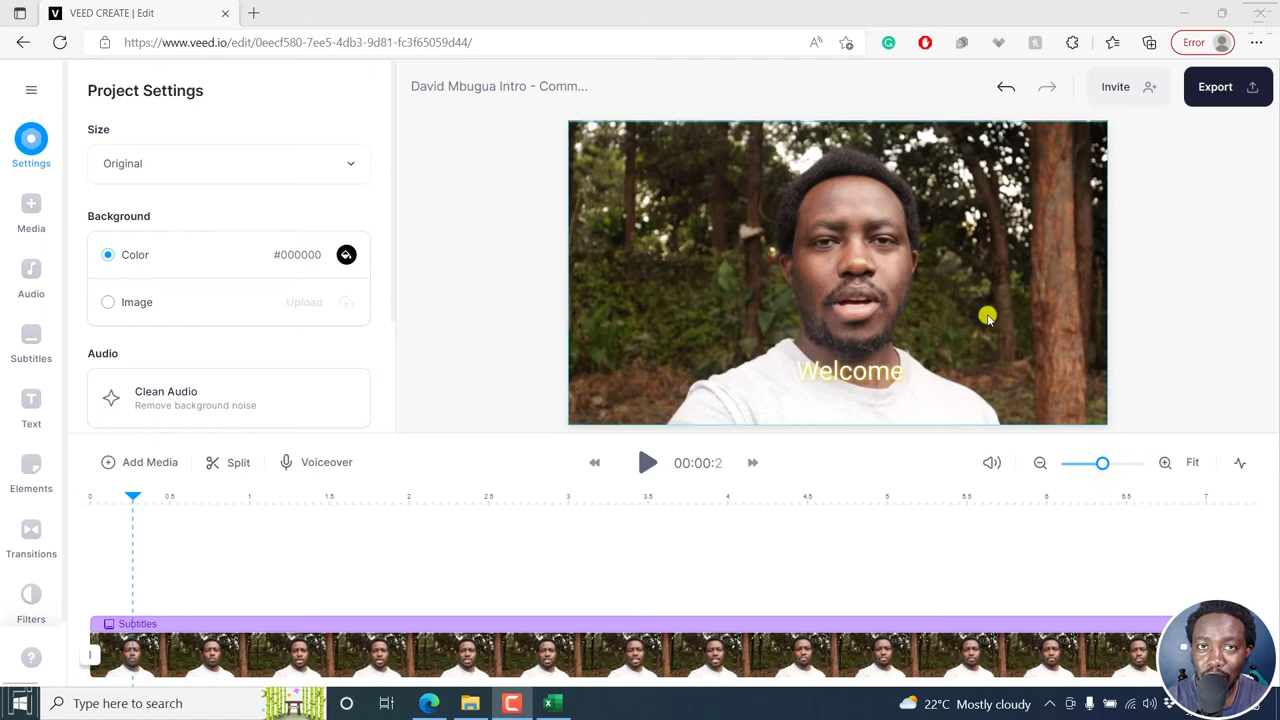 VEED CREATE | Edit
https://www.veed.io/edit/0eecf580-7ee5-4db3-9d81-fc3f65059d44/
Error
Project Settings
David Mbugua Intro - Comm...
Invite
Export
Size
Original
Settings
Background
Media
Color
#000000
Image
Upload
Audio
Audio
Subtitles
Clean Audio
Remove background noise
Welcome
Text
Add Media
Split
Voiceover
00:00:2
Fit
Elements
0 0.5 1 1.5 2 2.5 3 3.5 4 4.5 5 5.5 6 6.5 7
Transitions
Filters
Subtitles
Type here to search
22°C Mostly cloudy